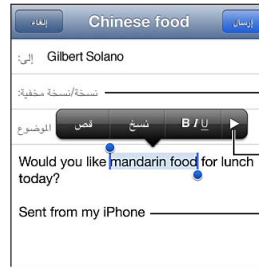 إلغاء Chinese food إرسال
إلى: Gilbert Solano
نسخة/نسخة مخفية:
الموضوع
قص نسخ B I U
Would you like mandarin food for lunch
today?
Sent from my iPhone